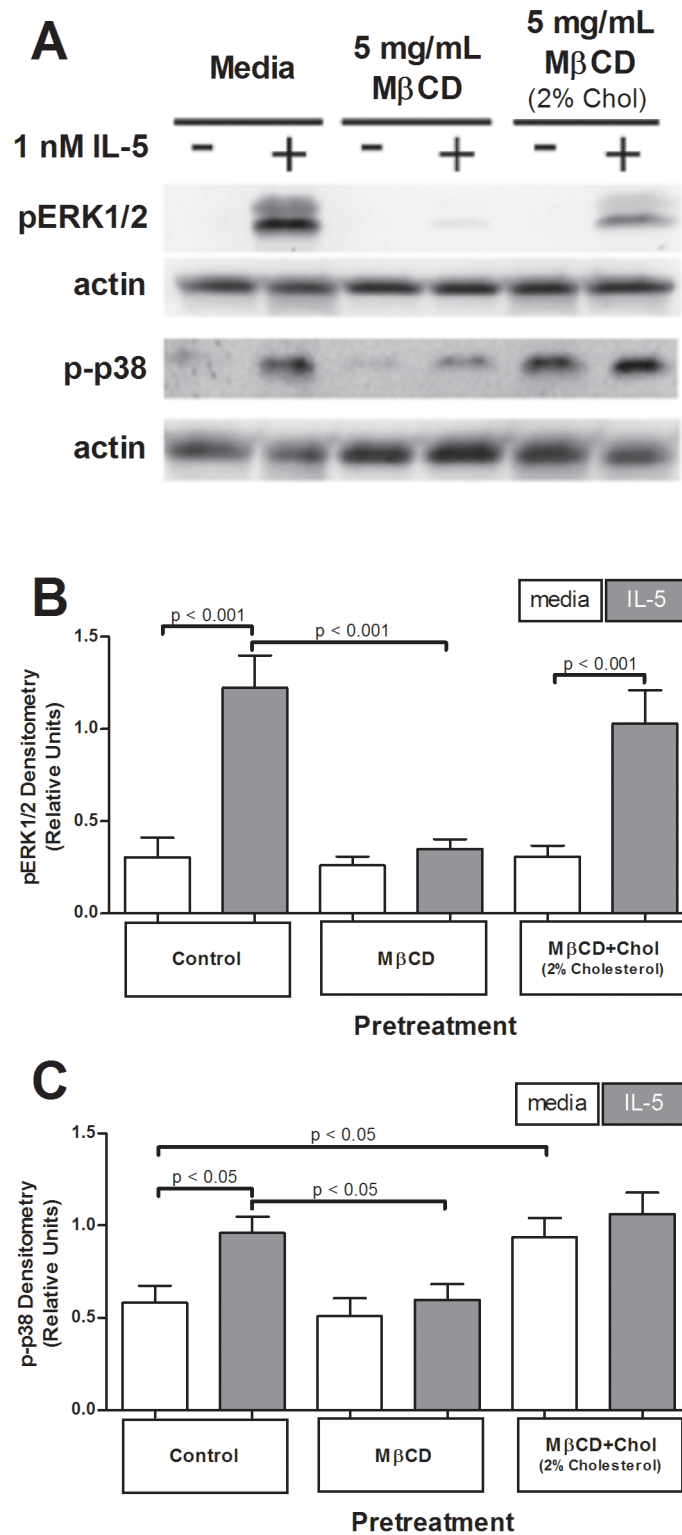 A
Media
5 mg/mL
MβCD
5 mg/mL
MβCD
(2% Chol)
1 nM IL-5 - + - + - +
pERK1/2
actin
p-p38
actin
B
media IL-5
p < 0.001
p < 0.001
p < 0.001
pERK1/2 Densitometry
(Relative Units)
1.5
1.0
0.5
0.0
Control
MβCD
MβCD+Chol
(2% Cholesterol)
Pretreatment
C
media IL-5
p < 0.05
p < 0.05
p < 0.05
p-p38 Densitometry
(Relative Units)
1.5
1.0
0.5
0.0
Control
MβCD
MβCD+Chol
(2% Cholesterol)
Pretreatment